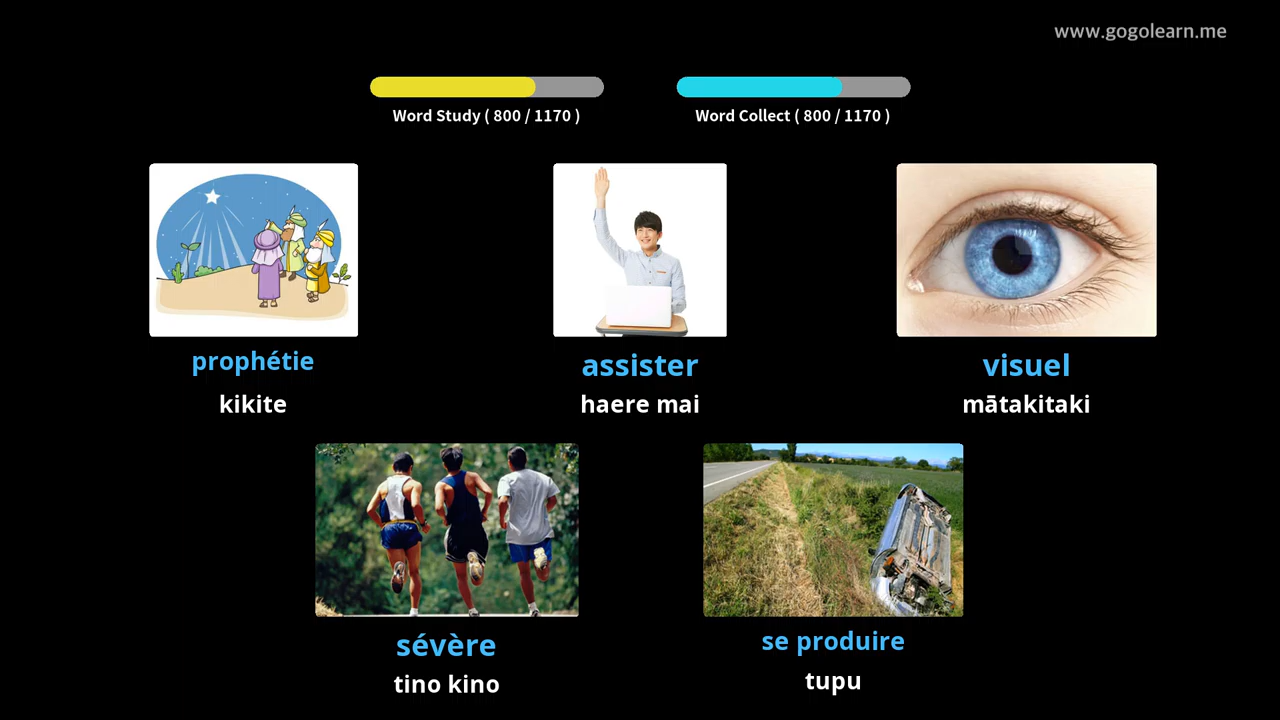 www.gogolearn.me
Word Study ( 800 / 1170 )
Word Collect ( 800 / 1170 )
prophétie
kikite
assister
haere mai
visuel
mātakitaki
sévère
tino kino
se produire
tupu